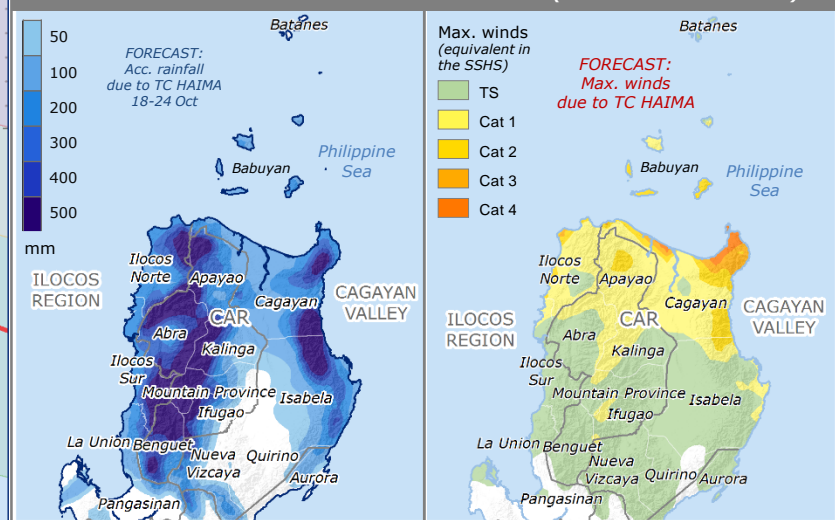 50
100
200
300
400
500
mm
FORECAST:
Acc. rainfall
due to TC HAIMA
18-24 Oct
Batanes
Babuyan
Philippine
Sea
Ilocos
Norte
Apayao
ILOCOS
REGION
Cagayan
CAGAYAN
VALLEY
CAR
Abra
Kalinga
Ilocos
Sur
Mountain Province
Isabela
Ifugao
La Union
Benguet
Nueva
Vizcaya
Quirino
Aurora
Pangasinan
Max. winds
(equivalent in
the SSHS)
TS
Cat 1
Cat 2
Cat 3
Cat 4
FORECAST:
Max. winds
due to TC HAIMA
Batanes
Babuyan
Philippine
Sea
Ilocos
Norte
Apayao
Cagayan
CAGAYAN
VALLEY
ILOCOS
REGION
CAR
Abra
Kalinga
Ilocos
Sur
Mountain Province
Isabela
Ifugao
La Union
Benguet
Nueva
Vizcaya
Quirino
Aurora
Pangasinan